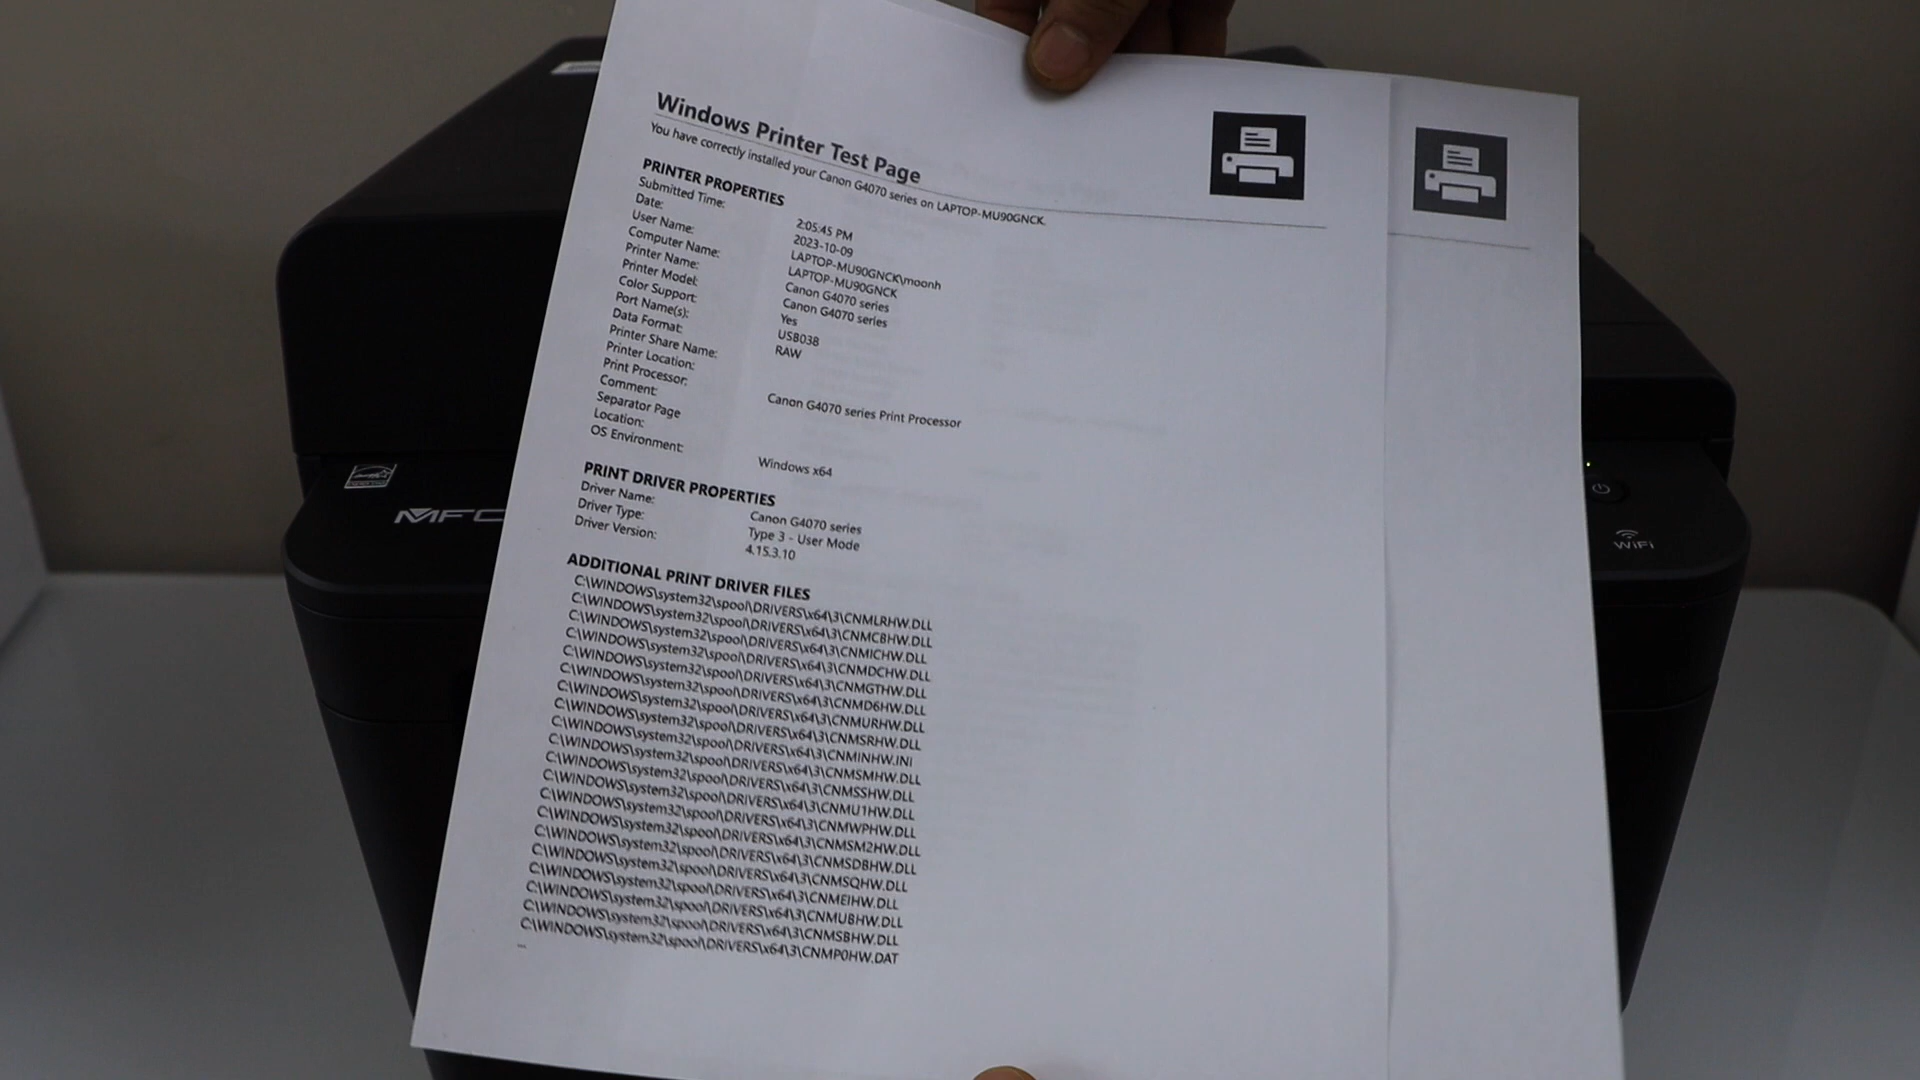 Windows Printer Test Page
You have correctly installed your Canon G4070 series on LAPTOP-MU90GNCK.
PRINTER PROPERTIES
Submitted Time: 2:05:45 PM
Date: 2023-10-09
User Name: LAPTOP-MU90GNCK\moanh
Computer Name: LAPTOP-MU90GNCK
Printer Name: Canon G4070 series
Printer Model: Canon G4070 series
Color Support: Yes
Port Name(s): USB038
Data Format: RAW
Printer Share Name:
Printer Location:
Print Processor: Canon G4070 series Print Processor
Comment:
Separator Page
Location:
OS Environment: Windows x64
PRINT DRIVER PROPERTIES
Driver Name: Canon G4070 series
Driver Type: Type 3 - User Mode
Driver Version: 4.15.3.10
ADDITIONAL PRINT DRIVER FILES
C:\WINDOWS\system32\spool\DRIVERS\x64\3\CNMLRHW.DLL
C:\WINDOWS\system32\spool\DRIVERS\x64\3\CNMCBHW.DLL
C:\WINDOWS\system32\spool\DRIVERS\x64\3\CNMICHW.DLL
C:\WINDOWS\system32\spool\DRIVERS\x64\3\CNMDCHW.DLL
C:\WINDOWS\system32\spool\DRIVERS\x64\3\CNMGTHW.DLL
C:\WINDOWS\system32\spool\DRIVERS\x64\3\CNMD6HW.DLL
C:\WINDOWS\system32\spool\DRIVERS\x64\3\CNMURHW.DLL
C:\WINDOWS\system32\spool\DRIVERS\x64\3\CNMSRHW.DLL
C:\WINDOWS\system32\spool\DRIVERS\x64\3\CNMINHW.INI
C:\WINDOWS\system32\spool\DRIVERS\x64\3\CNMSMHW.DLL
C:\WINDOWS\system32\spool\DRIVERS\x64\3\CNMSSHW.DLL
C:\WINDOWS\system32\spool\DRIVERS\x64\3\CNMU1HW.DLL
C:\WINDOWS\system32\spool\DRIVERS\x64\3\CNMWPHW.DLL
C:\WINDOWS\system32\spool\DRIVERS\x64\3\CNMSM2HW.DLL
C:\WINDOWS\system32\spool\DRIVERS\x64\3\CNMSDBHW.DLL
C:\WINDOWS\system32\spool\DRIVERS\x64\3\CNMSQHW.DLL
C:\WINDOWS\system32\spool\DRIVERS\x64\3\CNMEIHW.DLL
C:\WINDOWS\system32\spool\DRIVERS\x64\3\CNMUBHW.DLL
C:\WINDOWS\system32\spool\DRIVERS\x64\3\CNMSBHW.DLL
C:\WINDOWS\system32\spool\DRIVERS\x64\3\CNMP0HW.DAT
...
MFC
WiFi